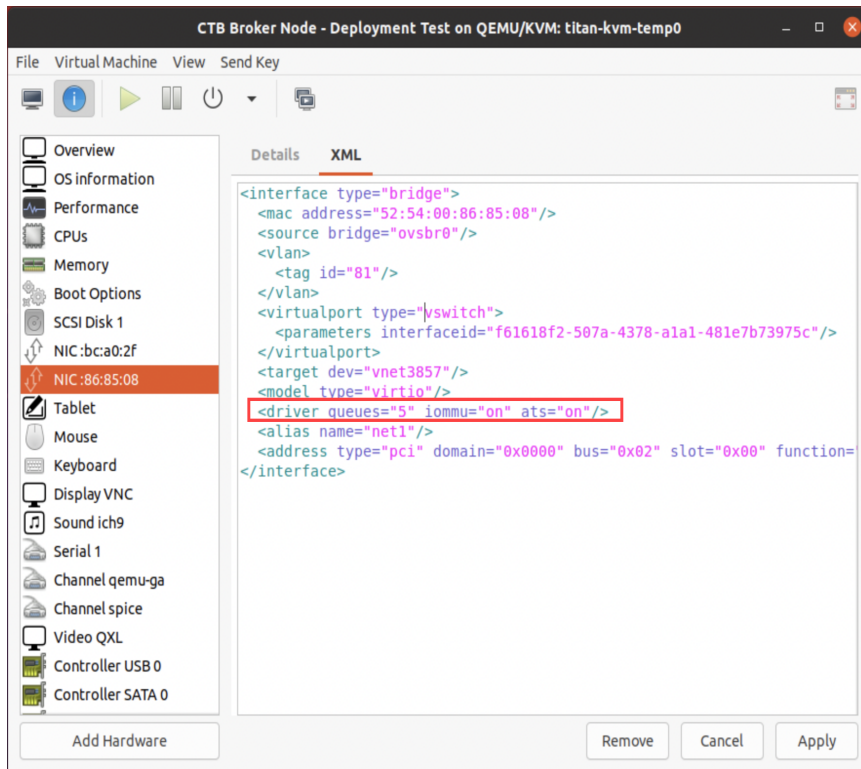 CTB Broker Node - Deployment Test on QEMU/KVM: titan-kvm-temp0
File Virtual Machine View Send Key
Overview
OS information
Performance
CPUs
Memory
Boot Options
SCSI Disk 1
NIC :bc:a0:2f
NIC :86:85:08
Tablet
Mouse
Keyboard
Display VNC
Sound ich9
Serial 1
Channel qemu-ga
Channel spice
Video QXL
Controller USB 0
Controller SATA 0
Add Hardware
Details XML
<interface type="bridge">
<mac address="52:54:00:86:85:08"/>
<source bridge="ovsbr0"/>
<vlan>
<tag id="81"/>
</vlan>
<virtualport type="vswitch">
<parameters interfaceid="f61618f2-507a-4378-a1a1-481e7b73975c"/>
</virtualport>
<target dev="vnet3857"/>
<model type="virtio"/>
<driver queues="5" iommu="on" ats="on"/>
<alias name="net1"/>
<address type="pci" domain="0x0000" bus="0x02" slot="0x00" function=
</interface>
Remove Cancel Apply